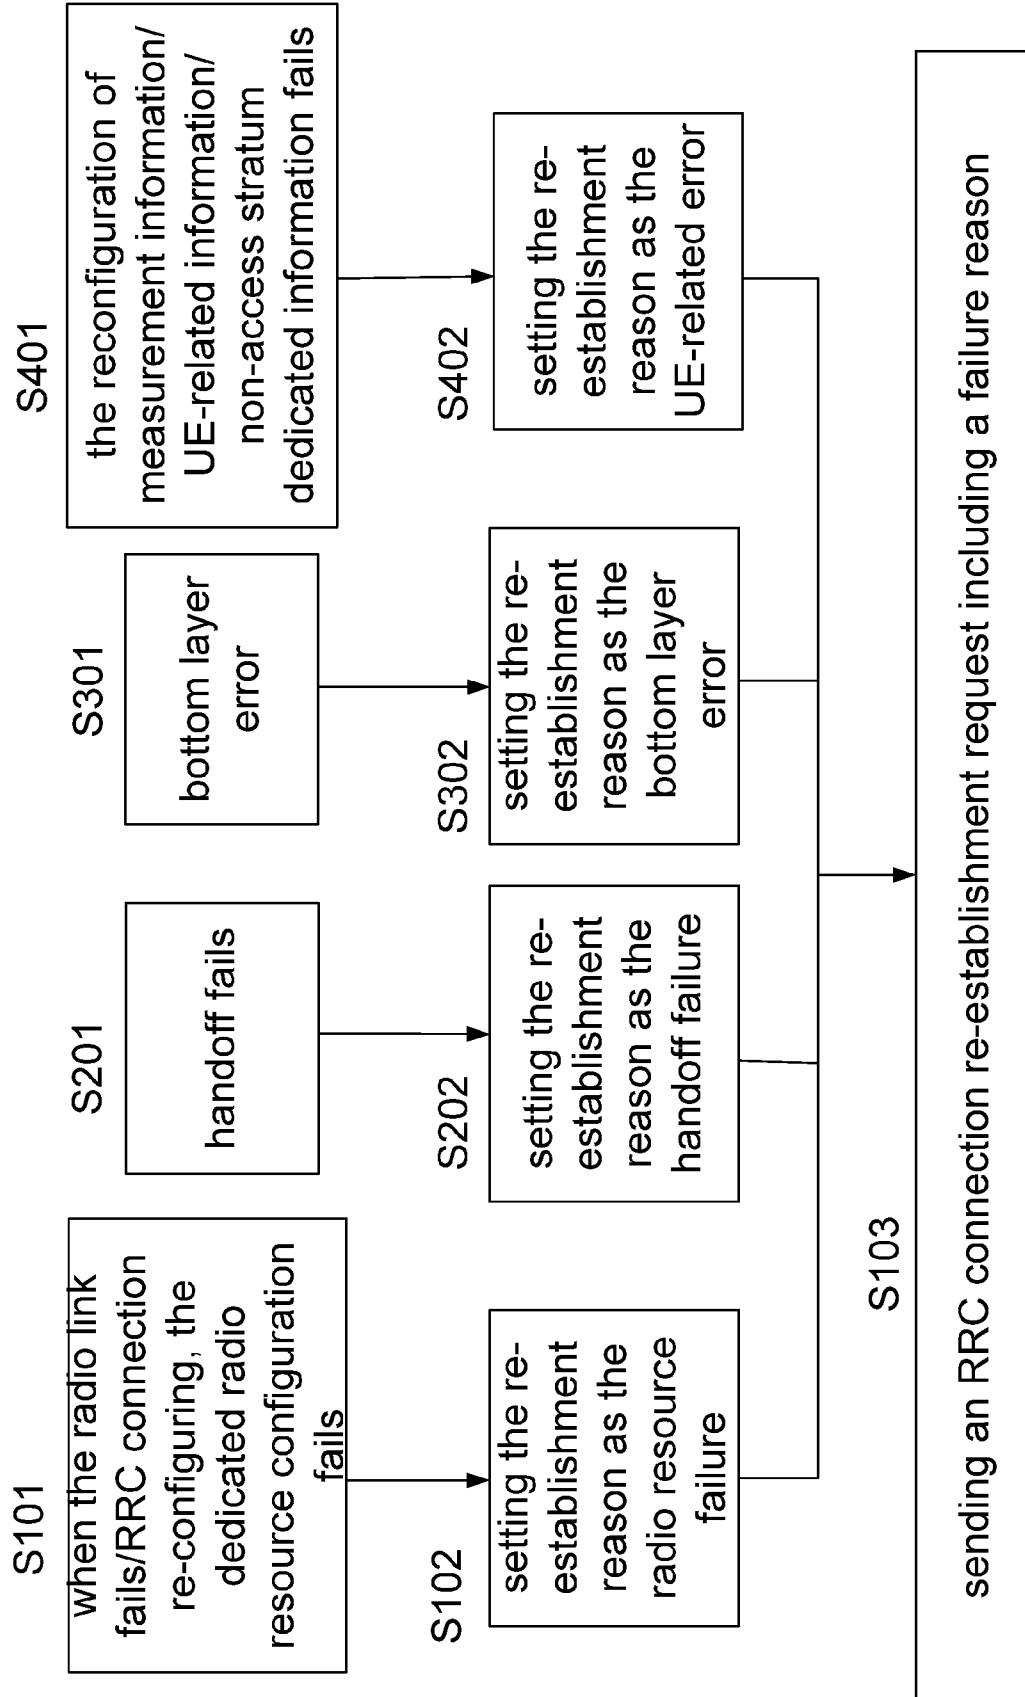 S101
when the radio link
fails/RRC connection
re-configuring, the
dedicated radio
resource configuration
fails
S201
handoff fails
S301
bottom layer
error
S401
the reconfiguration of
measurement information/
UE-related information/
non-access stratum
dedicated information fails
S102
setting the re-
establishment
reason as the
radio resource
failure
S202
setting the re-
establishment
reason as the
handoff failure
S302
setting the re-
establishment
reason as the
bottom layer
error
S402
setting the re-
establishment
reason as the
UE-related error
S103
sending an RRC connection re-establishment request including a failure reason